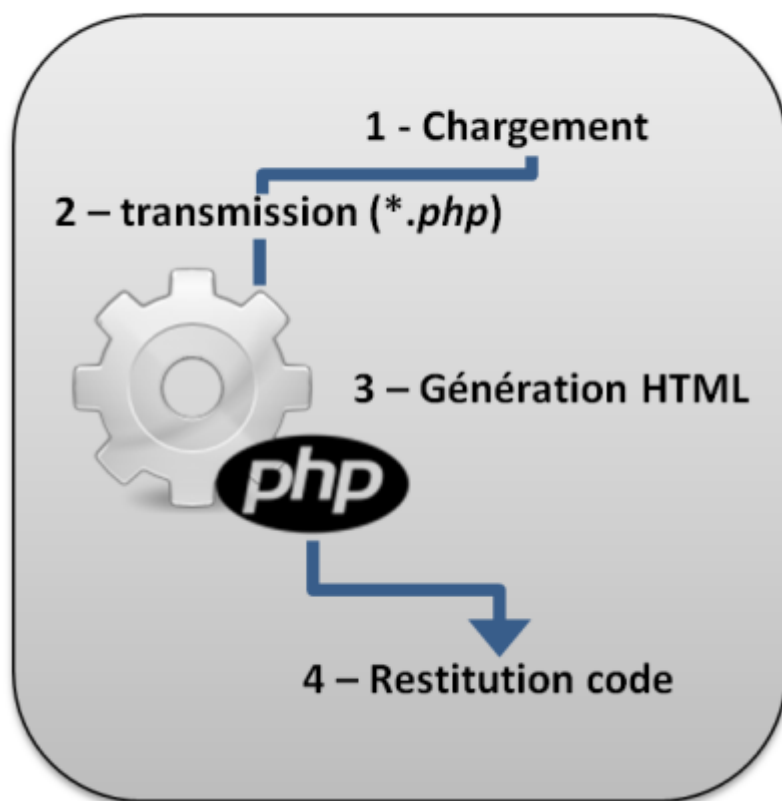 1 - Chargement
2 – transmission (*.php)
3 – Génération HTML
php
4 – Restitution code